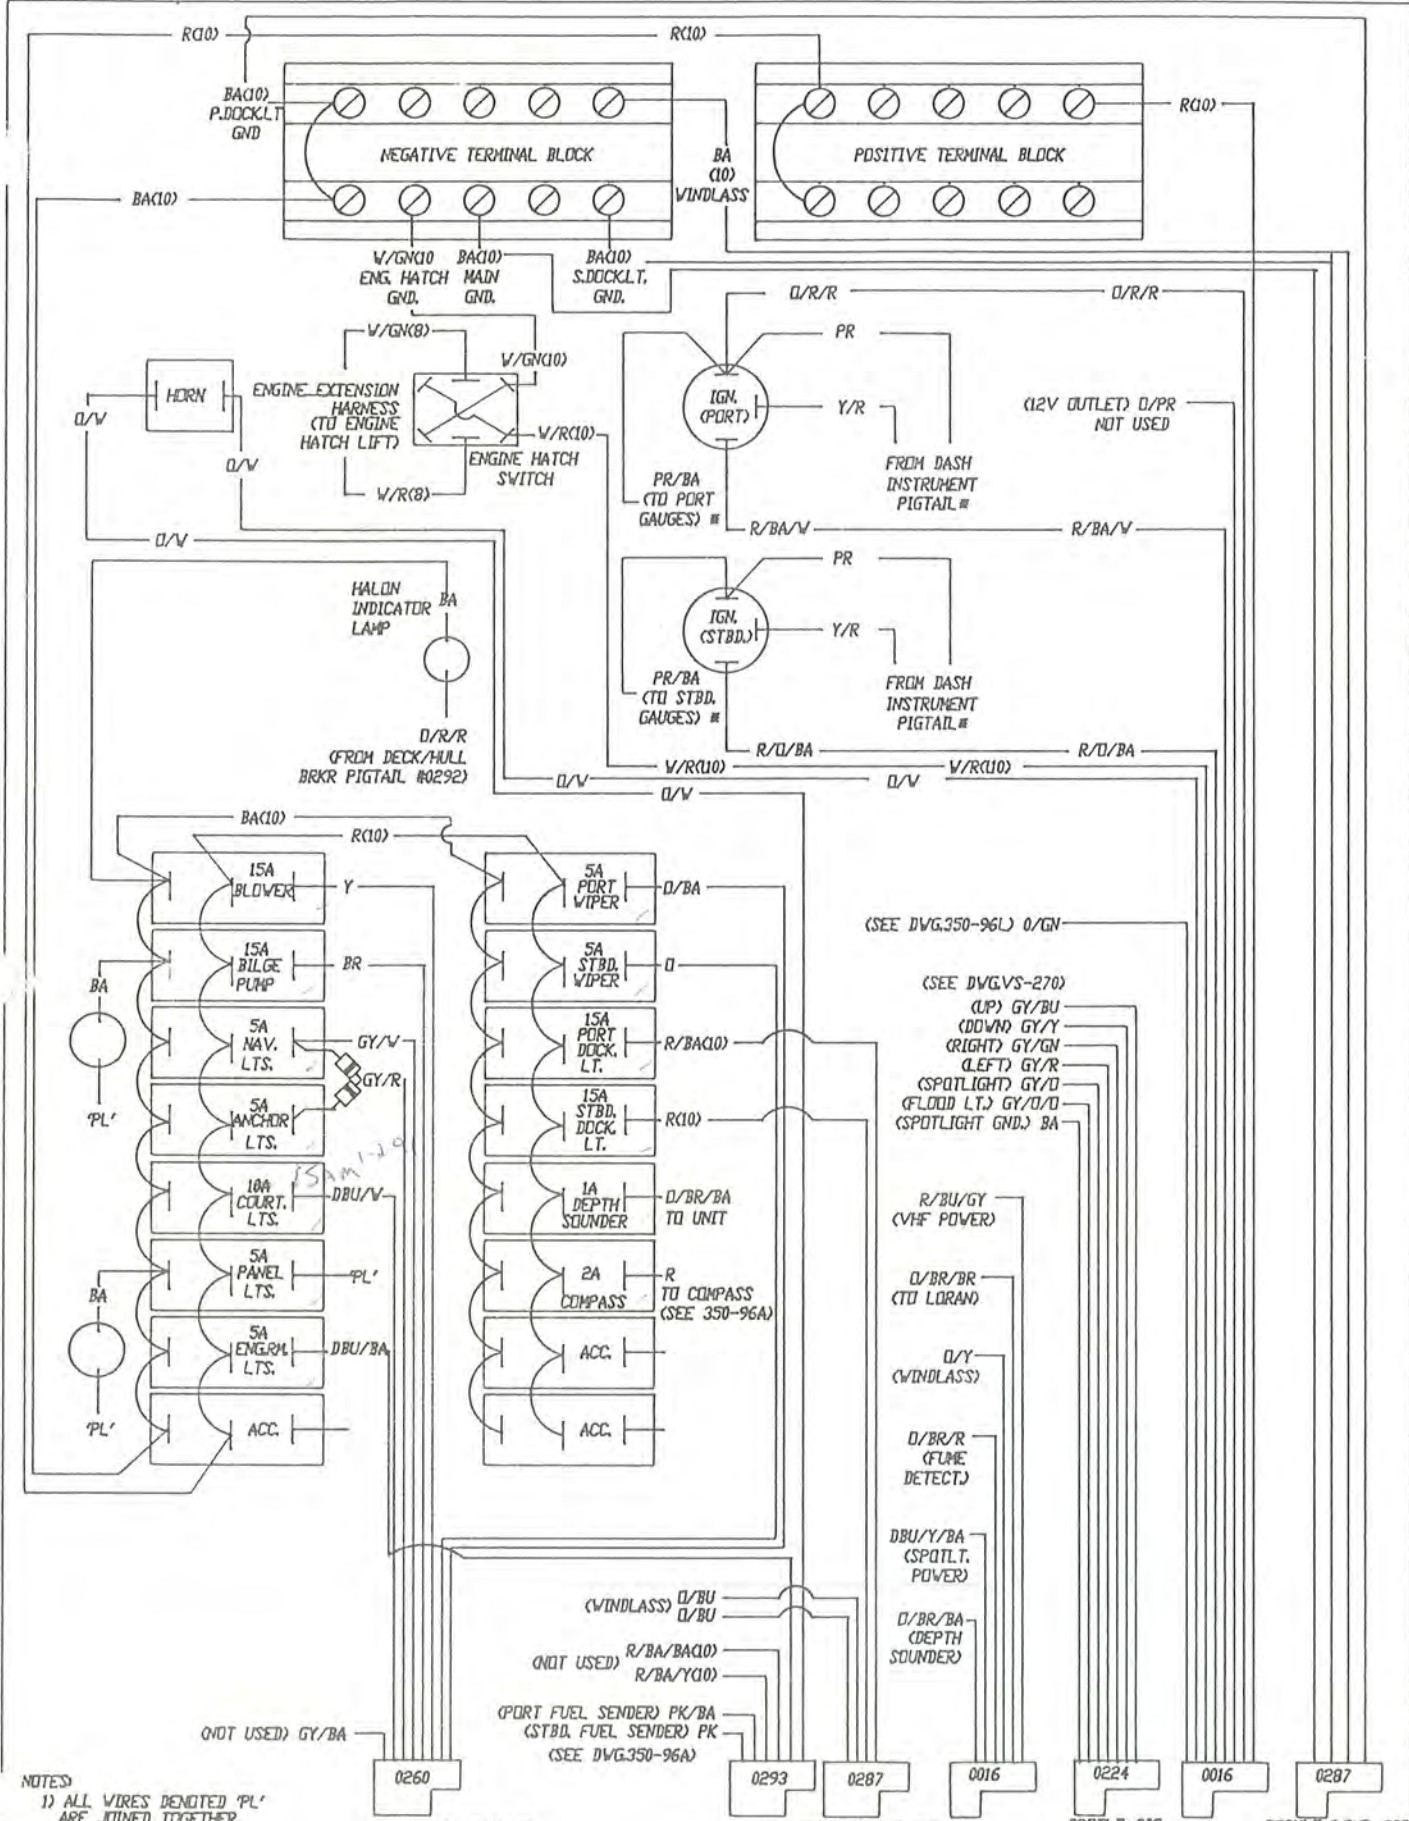 R(10)
R(10)
BA(10)
P.DOCK.LT
GND
NEGATIVE TERMINAL BLOCK
BA
(10)
WINDLASS
POSITIVE TERMINAL BLOCK
R(10)
BA(10)
W/GN(10
ENG. HATCH
GND.
BA(10)
MAIN
GND.
BA(10)
S.DOCK.LT.
GND.
O/R/R
O/R/R
W/GN(8)
PR
W/GN(10)
HORN
ENGINE EXTENSION
HARNESS
(TO ENGINE
HATCH LIFT)
IGN.
(PORT)
Y/R
(12V OUTLET) O/PR
NOT USED
O/W
W/R(10)
O/W
ENGINE HATCH
SWITCH
W/R(8)
PR/BA
(TO PORT
GAUGES) *
FROM DASH
INSTRUMENT
PIGTAIL*
R/BA/W
R/BA/W
O/W
PR
HALON
INDICATOR
LAMP
BA
IGN.
(STBD.)
Y/R
PR/BA
(TO STBD.
GAUGES) *
FROM DASH
INSTRUMENT
PIGTAIL*
O/R/R
(FROM DECK/HULL
BRKR PIGTAIL #0292)
R/O/BA
R/O/BA
W/R(10)
W/R(10)
O/W
O/W
O/W
BA(10)
R(10)
15A
BLOWER
Y
5A
PORT
WIPER
O/BA
(SEE DWG.350-96L) O/GN
15A
BILGE
PUMP
BR
5A
STBD.
WIPER
O
BA
(SEE DWG.VS-270)
(UP) GY/BU
(DOWN) GY/Y
(RIGHT) GY/GN
(LEFT) GY/R
(SPOTLIGHT) GY/O
(FLOOD LT.) GY/O/O
(SPOTLIGHT GND.) BA
5A
NAV.
LTS.
GY/W
GY/R
15A
PORT
DOCK.
LT.
R/BA(10)
'PL'
5A
ANCHOR
LTS.
15A
STBD.
DOCK.
LT.
R(10)
10A
COURT.
LTS.
DBU/W
1A
DEPTH
SOUNDER
O/BR/BA
TO UNIT
R/BU/GY
(VHF POWER)
5A
PANEL
LTS.
'PL'
2A
COMPASS
R
TO COMPASS
(SEE 350-96A)
O/BR/BR
(TO LORAN)
BA
5A
ENG.RM.
LTS.
DBU/BA
ACC.
O/Y
(WINDLASS)
'PL'
ACC.
ACC.
O/BR/R
(FUME
DETECT.)
DBU/Y/BA
(SPOTLT.
POWER)
(WINDLASS) O/BU
O/BU
O/BR/BA
(DEPTH
SOUNDER)
(NOT USED) R/BA/BA(10)
R/BA/Y(10)
(PORT FUEL SENDER) PK/BA
(STBD. FUEL SENDER) PK
(SEE DWG.350-96A)
(NOT USED) GY/BA
0260
0293
0287
0016
0224
0016
0287
NOTES)
1) ALL WIRES DENOTED 'PL'
ARE JOINED TOGETHER